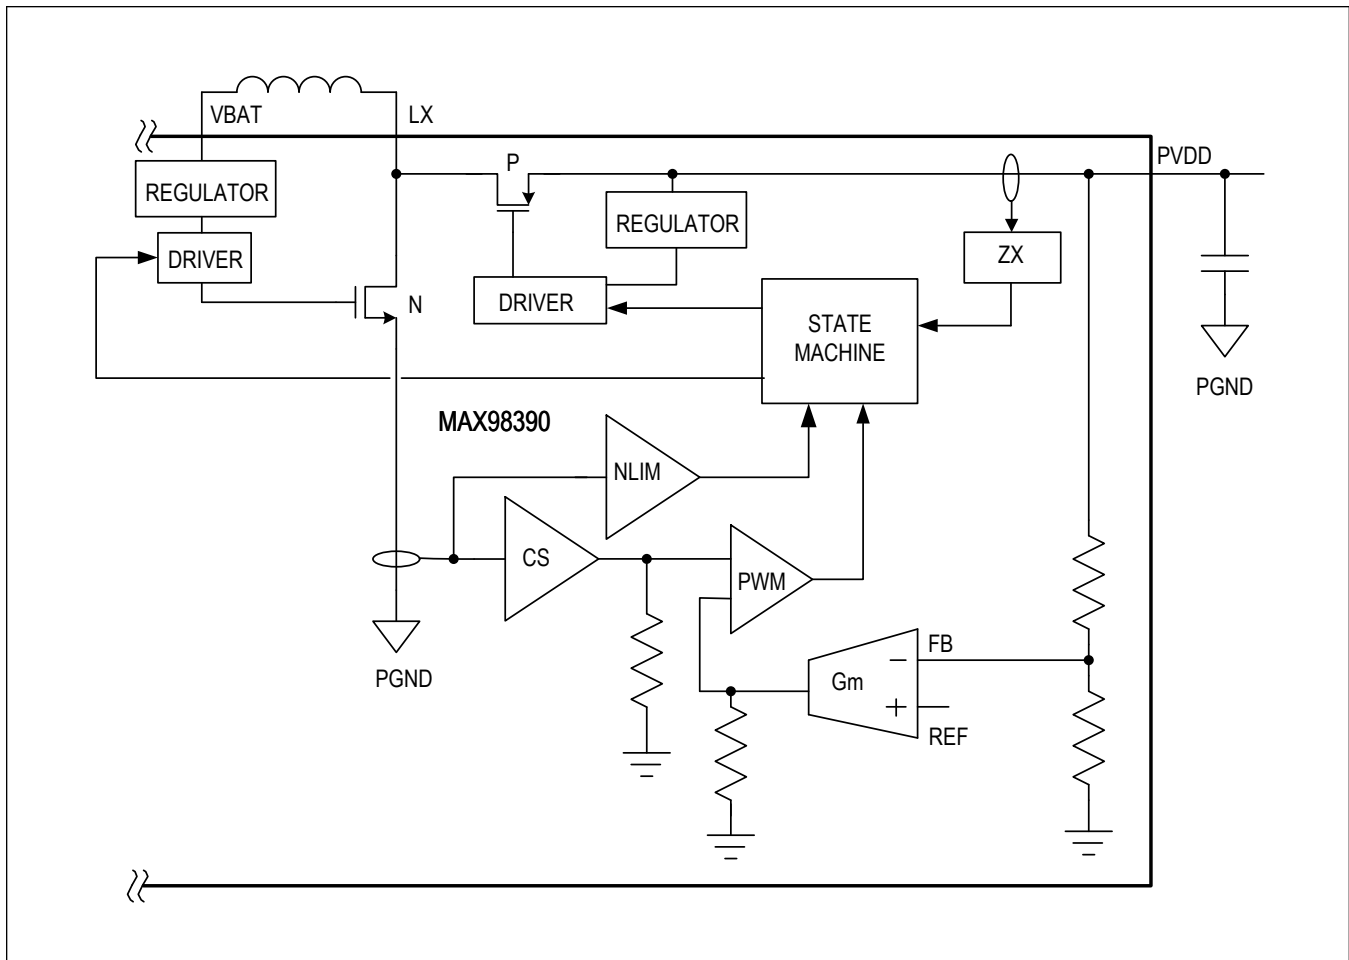 VBAT
LX
P
PVDD
REGULATOR
REGULATOR
DRIVER
ZX
N
DRIVER
STATE
MACHINE
PGND
MAX98390
NLIM
CS
PWM
FB
−
Gm
+
PGND
REF